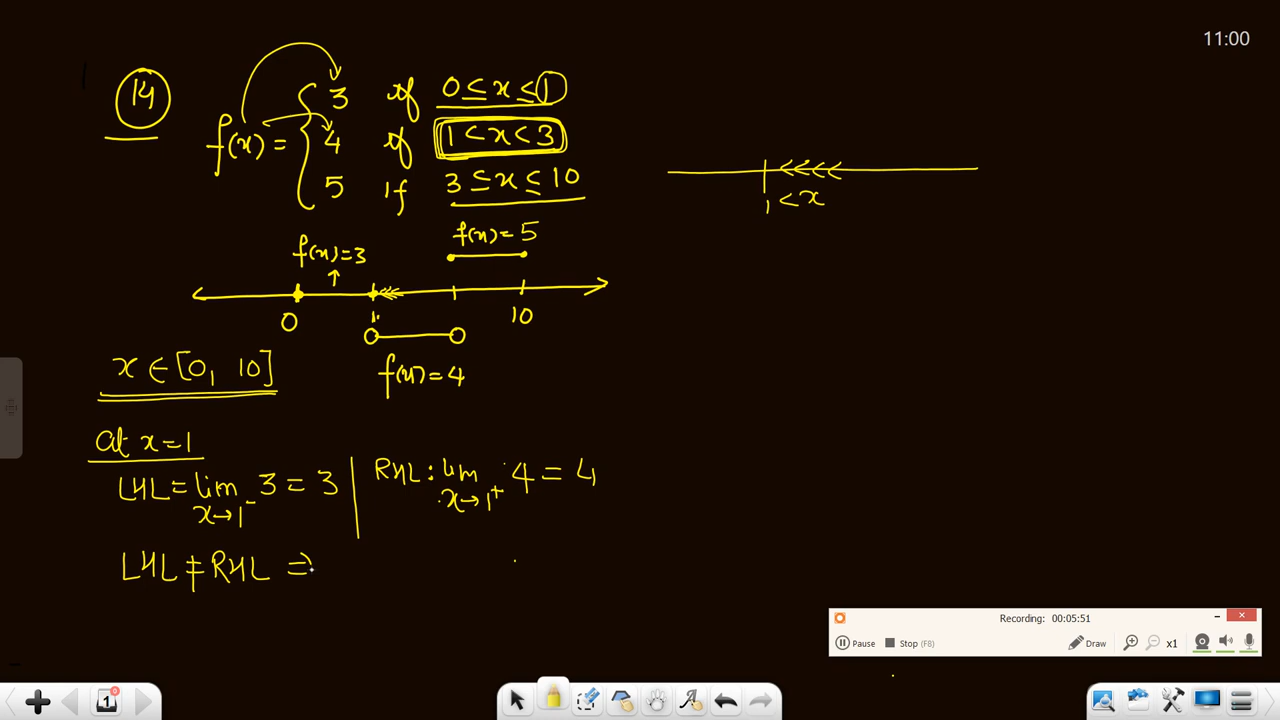 11:00
14
f(x) = { 3 if 0 ≤ x ≤ 1
4 if 1 < x < 3
5 if 3 ≤ x ≤ 10
1 < x
f(x) = 5
f(x) = 3
0 1 10
f(x) = 4
x ∈ [0, 10]
At x = 1
LHL = lim x→1⁻ 3 = 3 | RHL : lim x→1⁺ 4 = 4
LHL ≠ RHL ⇒
Recording: 00:05:51
Pause Stop (F8) Draw x1
1 0